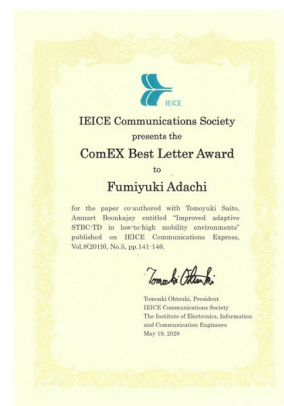 IEICE
IEICE Communications Society
presents the
ComEX Best Letter Award
to
Fumiyuki Adachi
for the paper co-authored with Tomoyuki Saito,
Amnart Boonkajay entitled "Improved adaptive
STBC-TD in low-to-high mobility environments"
published on IEICE Communications Express,
Vol.8(2019), No.5, pp.141-146.
Tomoaki Ohtsuki
Tomoaki Ohtsuki, President
IEICE Communications Society
The Institute of Electronics, Information
and Communication Engineers
May 19, 2020